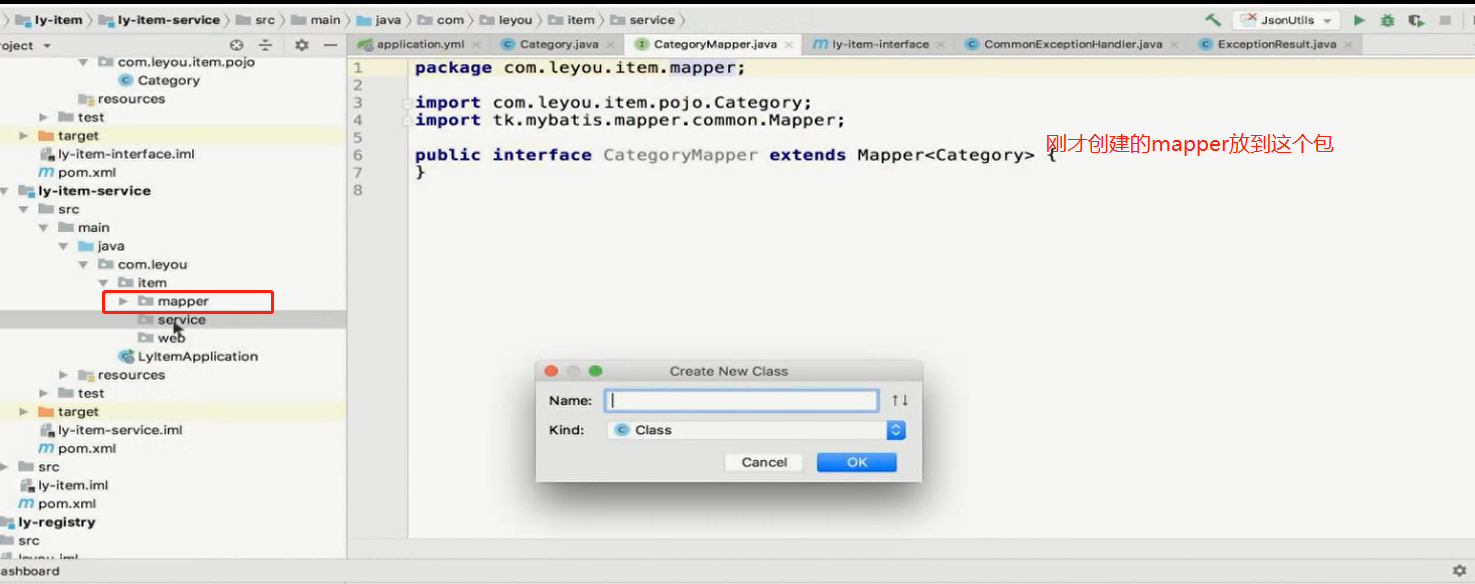 ly-item ly-item-service src main java com leyou item service JsonUtils
roject
application.yml Category.java CategoryMapper.java ly-item-interface CommonExceptionHandler.java ExceptionResult.java
com.leyou.item.pojo
Category
resources
test
target
ly-item-interface.iml
pom.xml
ly-item-service
src
main
java
com.leyou
item
mapper
service
web
LyItemApplication
resources
test
target
ly-item-service.iml
pom.xml
src
ly-item.iml
pom.xml
ly-registry
src
leyou.iml
ashboard
1 package com.leyou.item.mapper;
2
3 import com.leyou.item.pojo.Category;
4 import tk.mybatis.mapper.common.Mapper;
5
6 public interface CategoryMapper extends Mapper<Category> {
7 }
8
刚才创建的mapper放到这个包
Create New Class
Name:
Kind: Class
Cancel OK